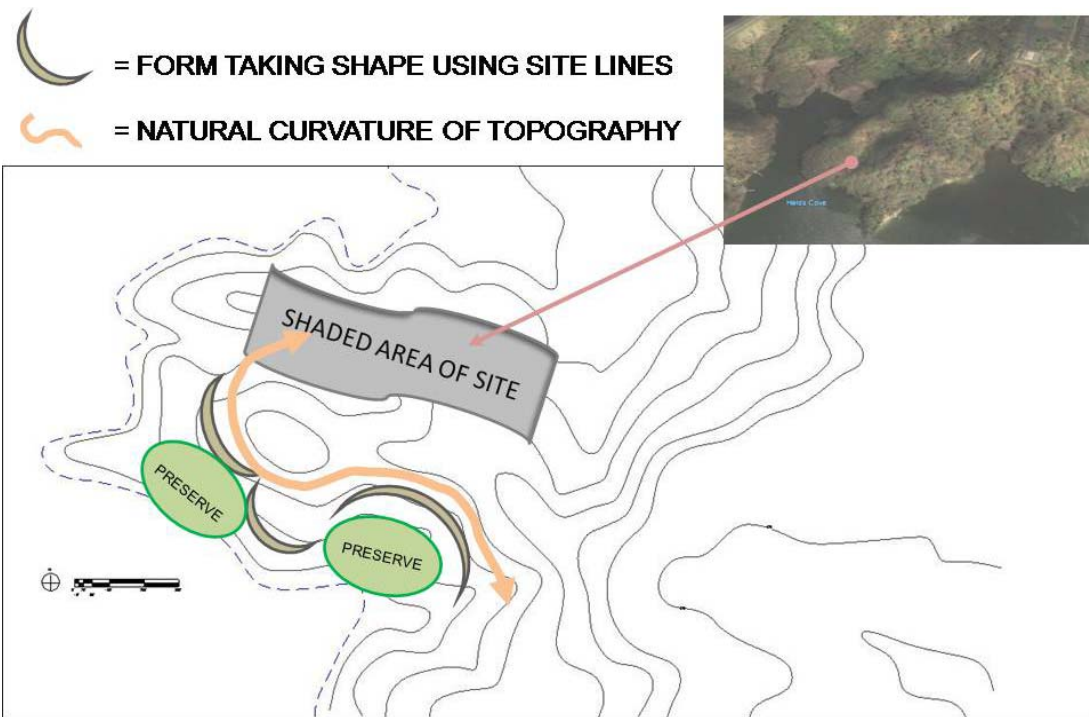 = FORM TAKING SHAPE USING SITE LINES
= NATURAL CURVATURE OF TOPOGRAPHY
SHADED AREA OF SITE
PRESERVE
PRESERVE